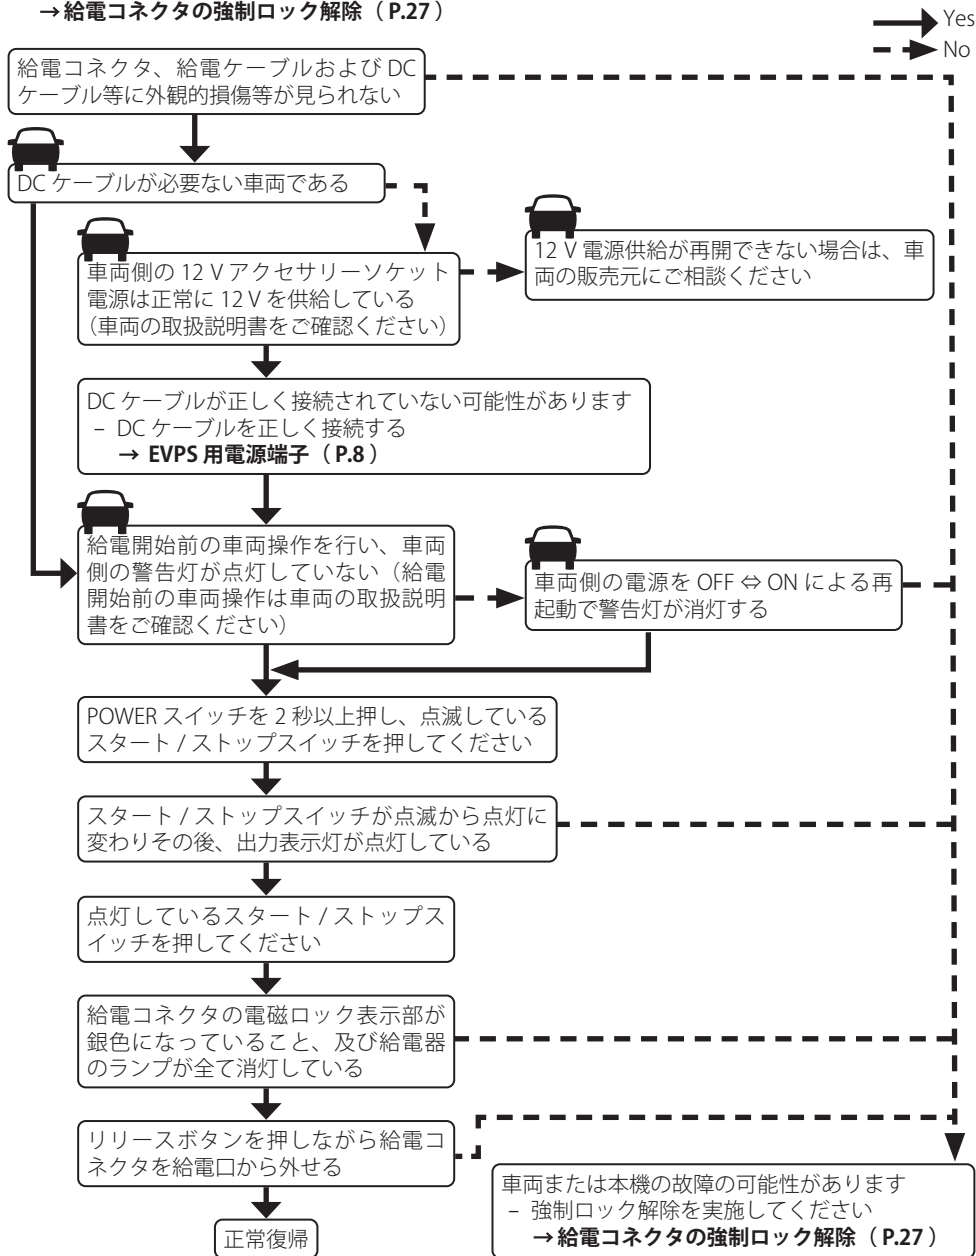 →給電コネクタの強制ロック解除（P.27）
Yes
No
給電コネクタ、給電ケーブルおよび DC
ケーブル等に外観的損傷等が見られない
DC ケーブルが必要ない車両である
車両側の 12 V アクセサリーソケット
電源は正常に 12 V を供給している
（車両の取扱説明書をご確認ください）
12 V 電源供給が再開できない場合は、車
両の販売元にご相談ください
DC ケーブルが正しく接続されていない可能性があります
– DC ケーブルを正しく接続する
→ EVPS 用電源端子（P.8）
給電開始前の車両操作を行い、車両
側の警告灯が点灯していない（給電
開始前の車両操作は車両の取扱説明
書をご確認ください）
車両側の電源を OFF ⇔ ON による再
起動で警告灯が消灯する
POWER スイッチを 2 秒以上押し、点滅している
スタート / ストップスイッチを押してください
スタート / ストップスイッチが点滅から点灯に
変わりその後、出力表示灯が点灯している
点灯しているスタート / ストップス
イッチを押してください
給電コネクタの電磁ロック表示部が
銀色になっていること、及び給電器
のランプが全て消灯している
リリースボタンを押しながら給電コ
ネクタを給電口から外せる
正常復帰
車両または本機の故障の可能性があります
– 強制ロック解除を実施してください
→給電コネクタの強制ロック解除（P.27）